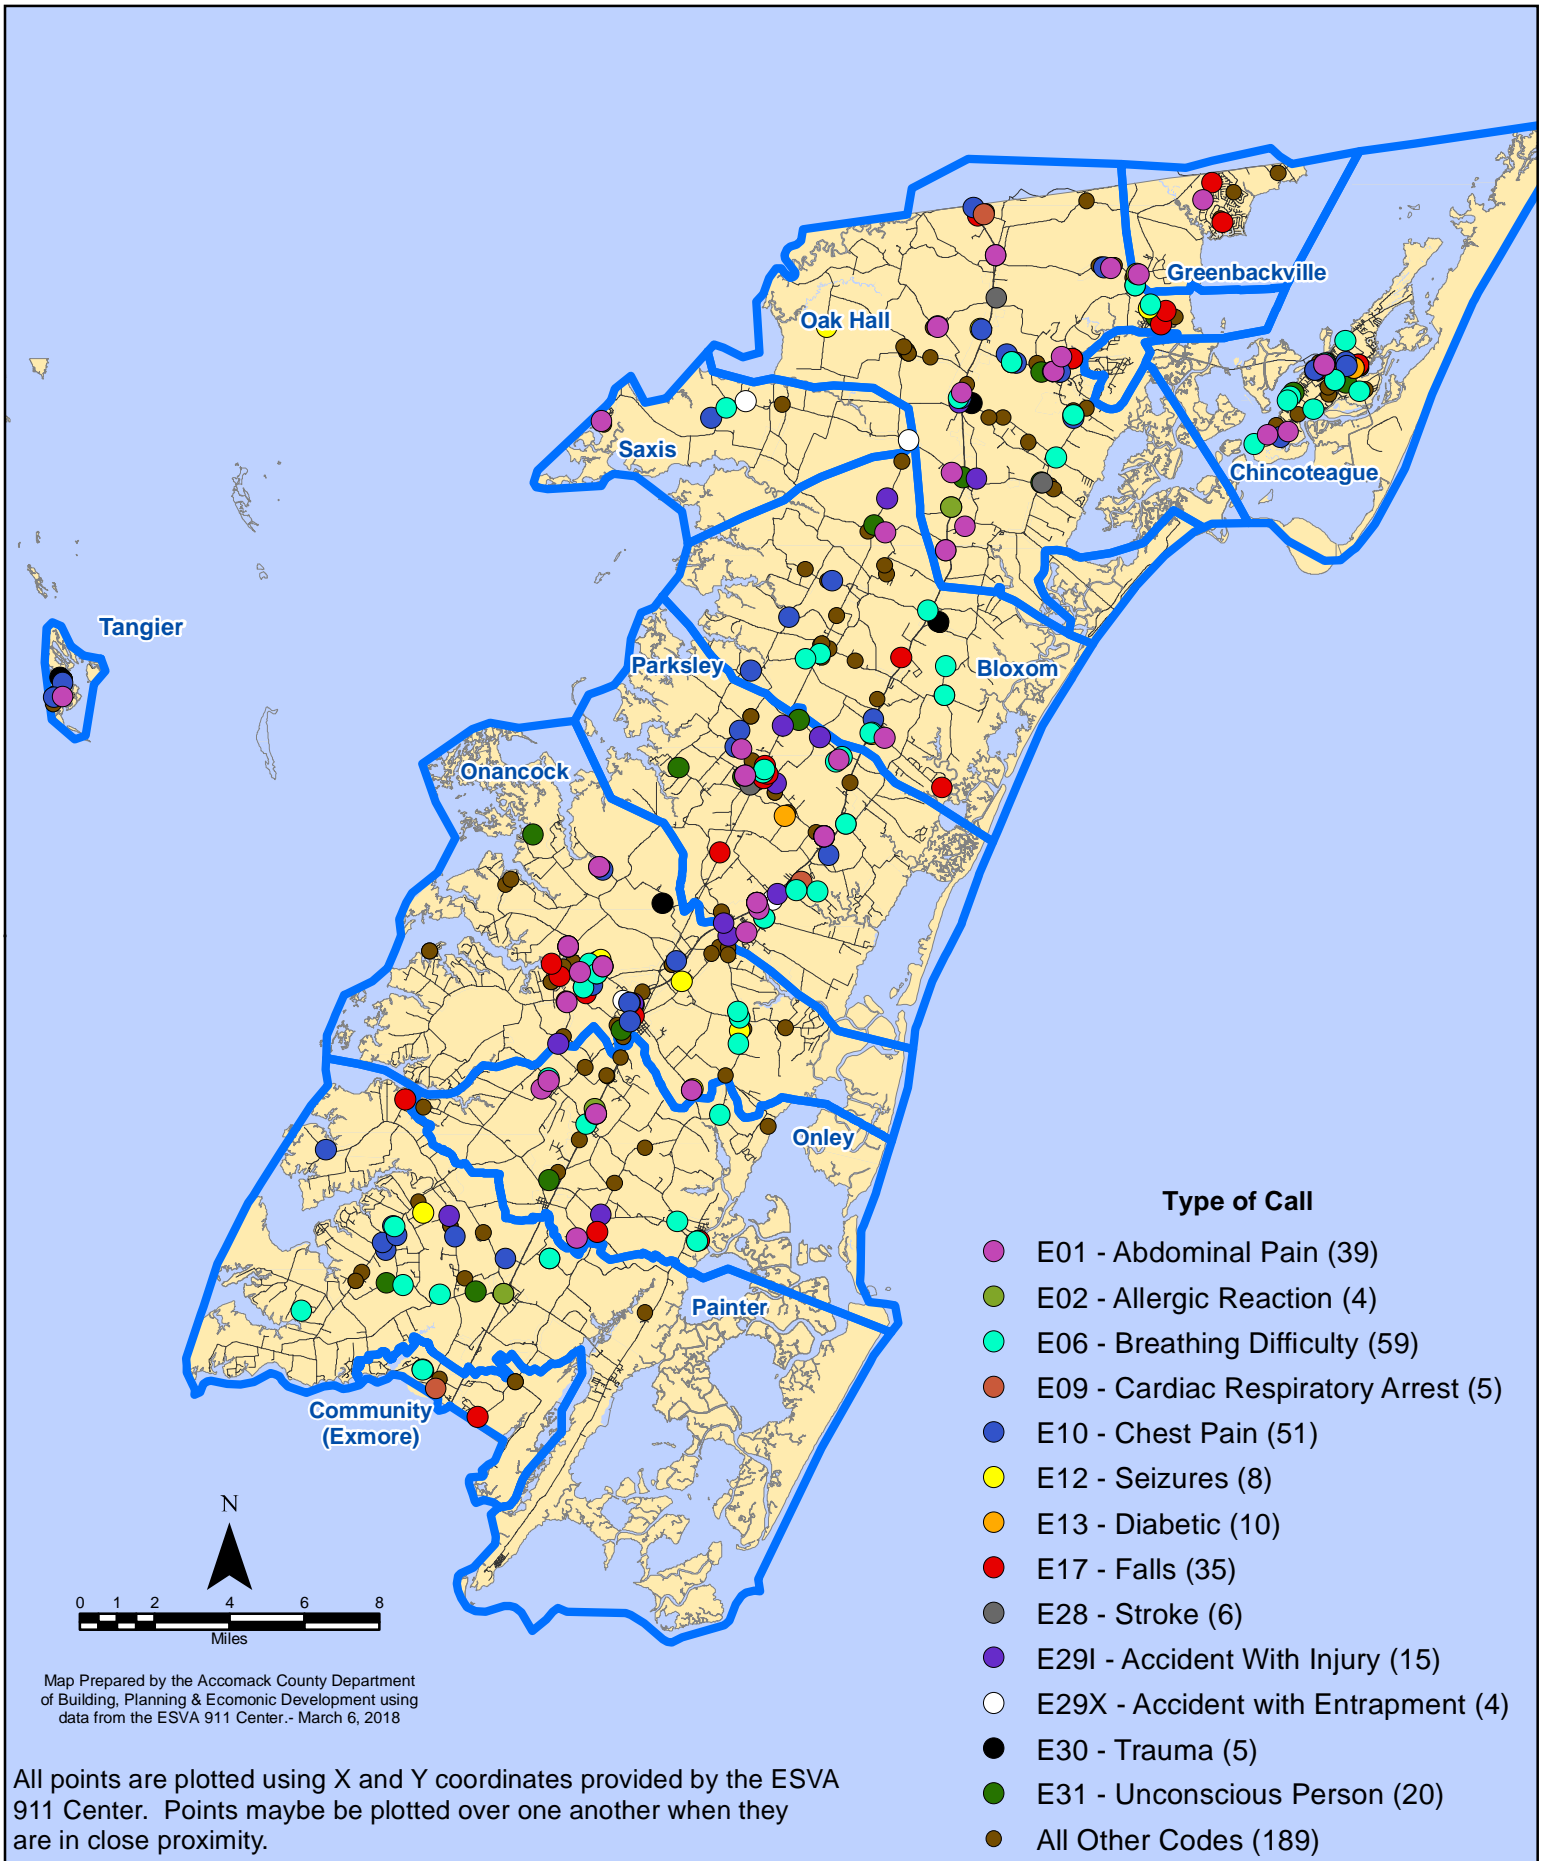 Greenbackville
Oak Hall
Saxis
Chincoteague
Tangier
Parksley
Bloxom
Onancock
Onley
Painter
Community
(Exmore)
Type of Call
E01 - Abdominal Pain (39)
E02 - Allergic Reaction (4)
E06 - Breathing Difficulty (59)
E09 - Cardiac Respiratory Arrest (5)
E10 - Chest Pain (51)
E12 - Seizures (8)
E13 - Diabetic (10)
E17 - Falls (35)
E28 - Stroke (6)
E29I - Accident With Injury (15)
E29X - Accident with Entrapment (4)
E30 - Trauma (5)
E31 - Unconscious Person (20)
All Other Codes (189)
N
0 1 2 4 6 8
Miles
Map Prepared by the Accomack County Department
of Building, Planning & Ecomonic Development using
data from the ESVA 911 Center.- March 6, 2018
All points are plotted using X and Y coordinates provided by the ESVA
911 Center. Points maybe be plotted over one another when they
are in close proximity.